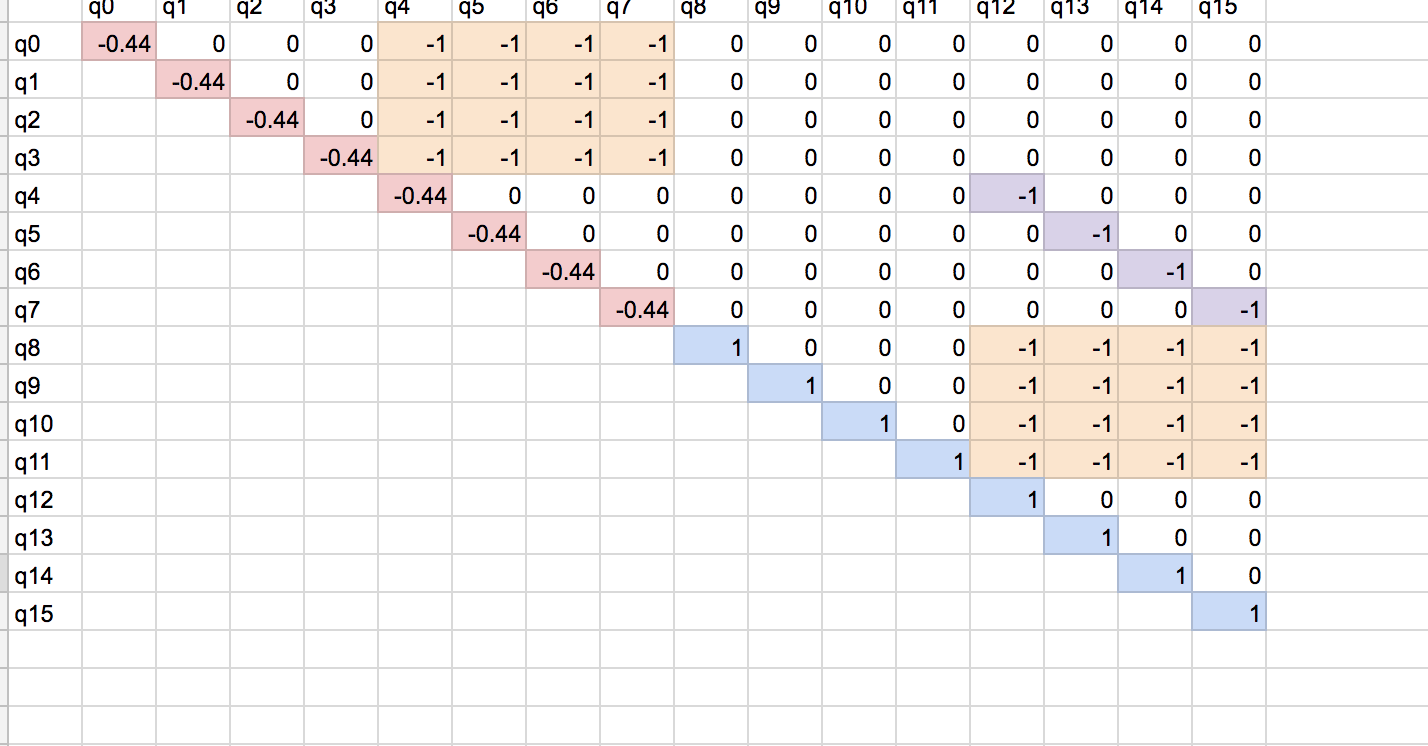 q0 q1 q2 q3 q4 q5 q6 q7 q8 q9 q10 q11 q12 q13 q14 q15
q0 -0.44 0 0 0 -1 -1 -1 -1 0 0 0 0 0 0 0 0
q1 -0.44 0 0 -1 -1 -1 -1 0 0 0 0 0 0 0 0
q2 -0.44 0 -1 -1 -1 -1 0 0 0 0 0 0 0 0
q3 -0.44 -1 -1 -1 -1 0 0 0 0 0 0 0 0
q4 -0.44 0 0 0 0 0 0 0 -1 0 0 0
q5 -0.44 0 0 0 0 0 0 0 -1 0 0
q6 -0.44 0 0 0 0 0 0 0 -1 0
q7 -0.44 0 0 0 0 0 0 0 -1
q8 1 0 0 0 -1 -1 -1 -1
q9 1 0 0 -1 -1 -1 -1
q10 1 0 -1 -1 -1 -1
q11 1 -1 -1 -1 -1
q12 1 0 0 0
q13 1 0 0
q14 1 0
q15 1